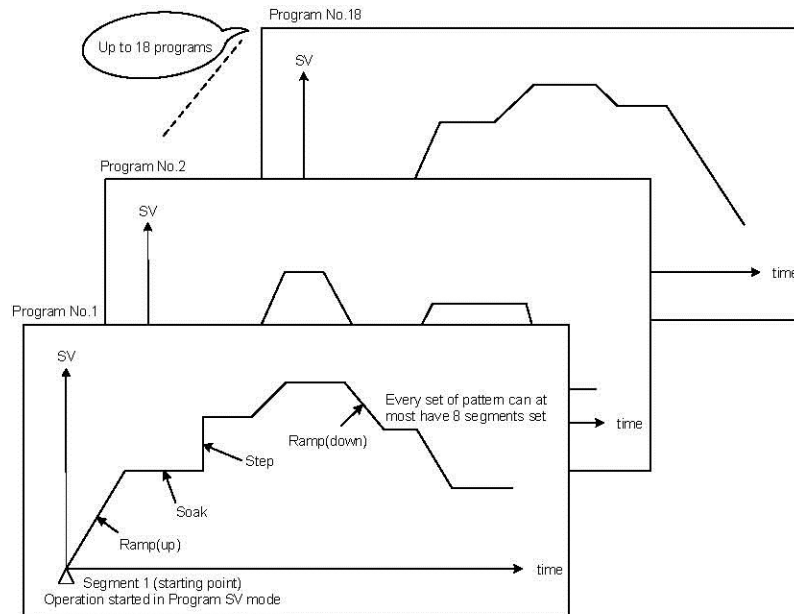 Program No.18
Up to 18 programs
SV
time
Program No.2
SV
time
Program No.1
SV
Every set of pattern can at
most have 8 segments set
Ramp(down)
Step
Soak
Ramp(up)
time
Segment 1 (starting point)
Operation started in Program SV mode